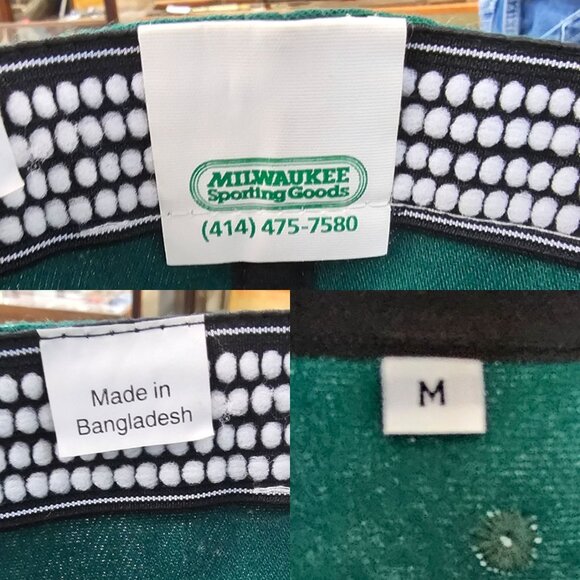 MILWAUKEE
Sporting Goods
(414) 475-7580
Made in
Bangladesh
M